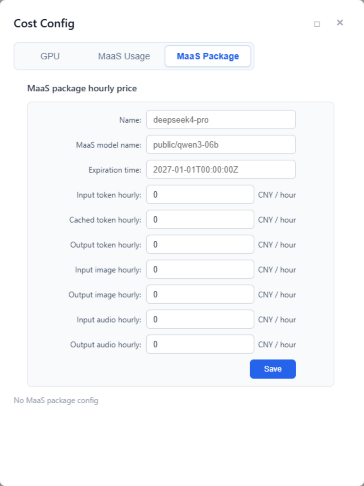 Cost Config
GPU MaaS Usage MaaS Package
MaaS package hourly price
Name: deepseek4-pro
MaaS model name: public/qwen3-06b
Expiration time: 2027-01-01T00:00:00Z
Input token hourly: 0 CNY / hour
Cached token hourly: 0 CNY / hour
Output token hourly: 0 CNY / hour
Input image hourly: 0 CNY / hour
Output image hourly: 0 CNY / hour
Input audio hourly: 0 CNY / hour
Output audio hourly: 0 CNY / hour
Save
No MaaS package config